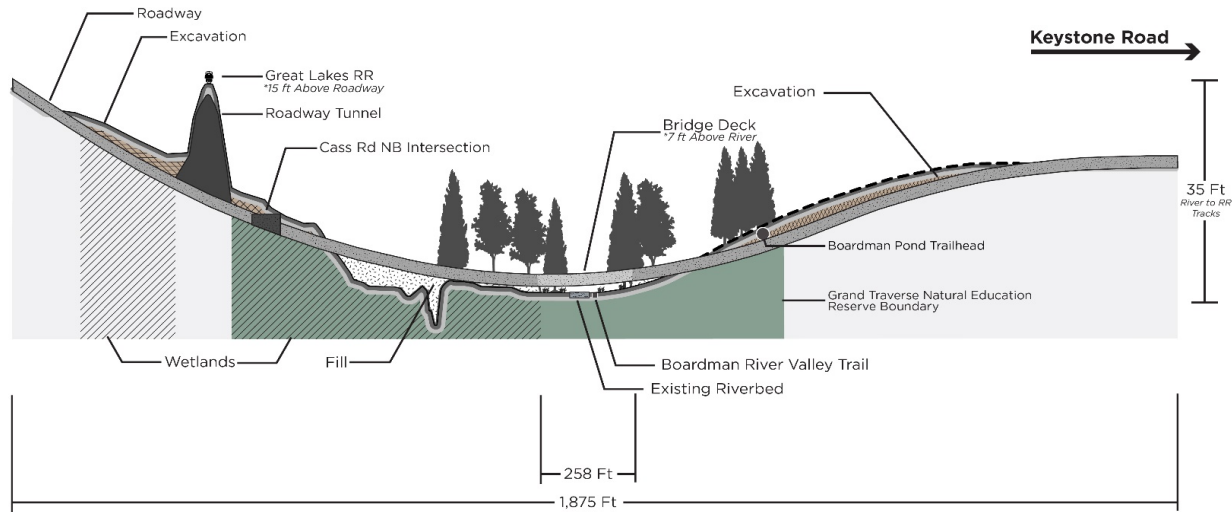 Roadway
Excavation
Great Lakes RR
*15 ft Above Roadway
Roadway Tunnel
Cass Rd NB Intersection
Bridge Deck
*7 ft Above River
Excavation
Keystone Road
35 Ft
River to RR
Tracks
Boardman Pond Trailhead
Grand Traverse Natural Education
Reserve Boundary
Wetlands
Fill
Boardman River Valley Trail
Existing Riverbed
258 Ft
1,875 Ft